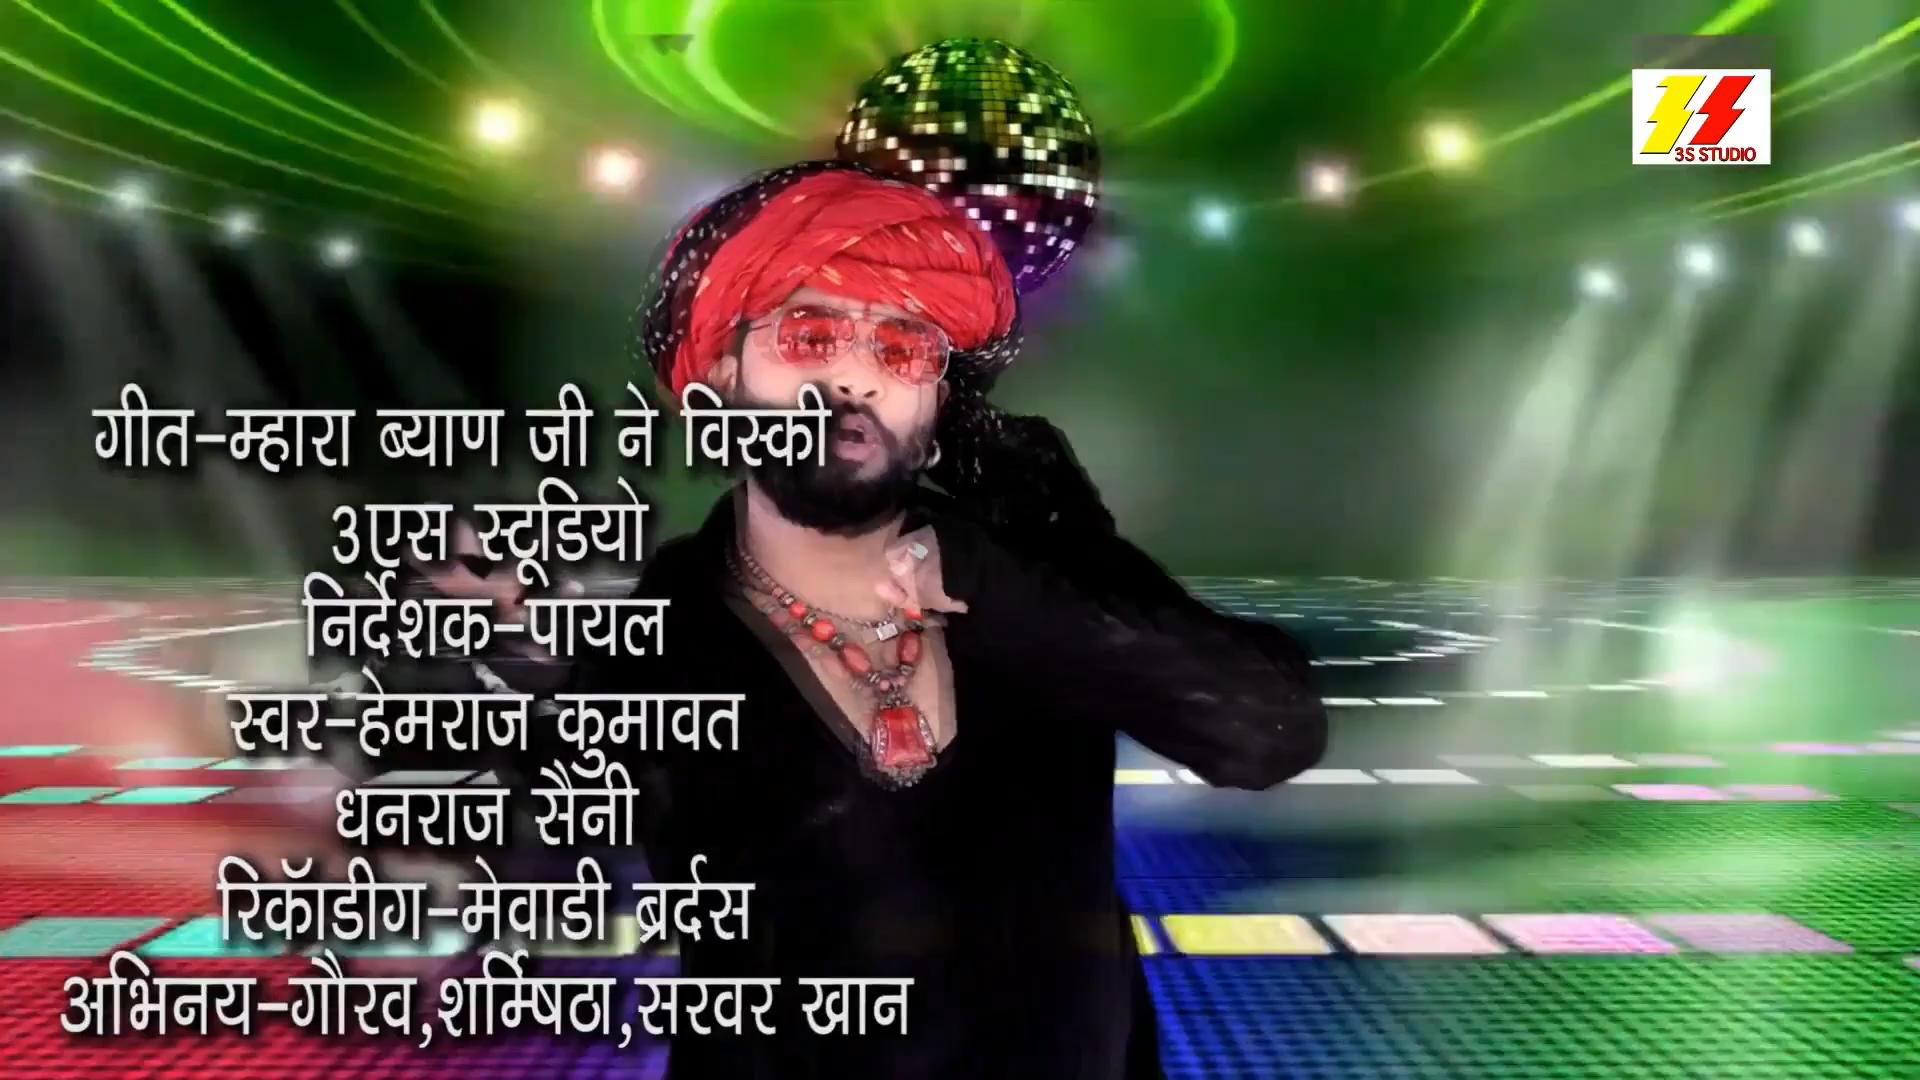 3S STUDIO
गीत-म्हारा ब्याण जी ने विस्की
3एस स्टूडियो
निर्देशक-पायल
स्वर-हेमराज कुमावत
धनराज सैनी
रिकॉडीग-मेवाडी ब्रर्दस
अभिनय-गौरव,शर्म्षिठा,सरवर खान